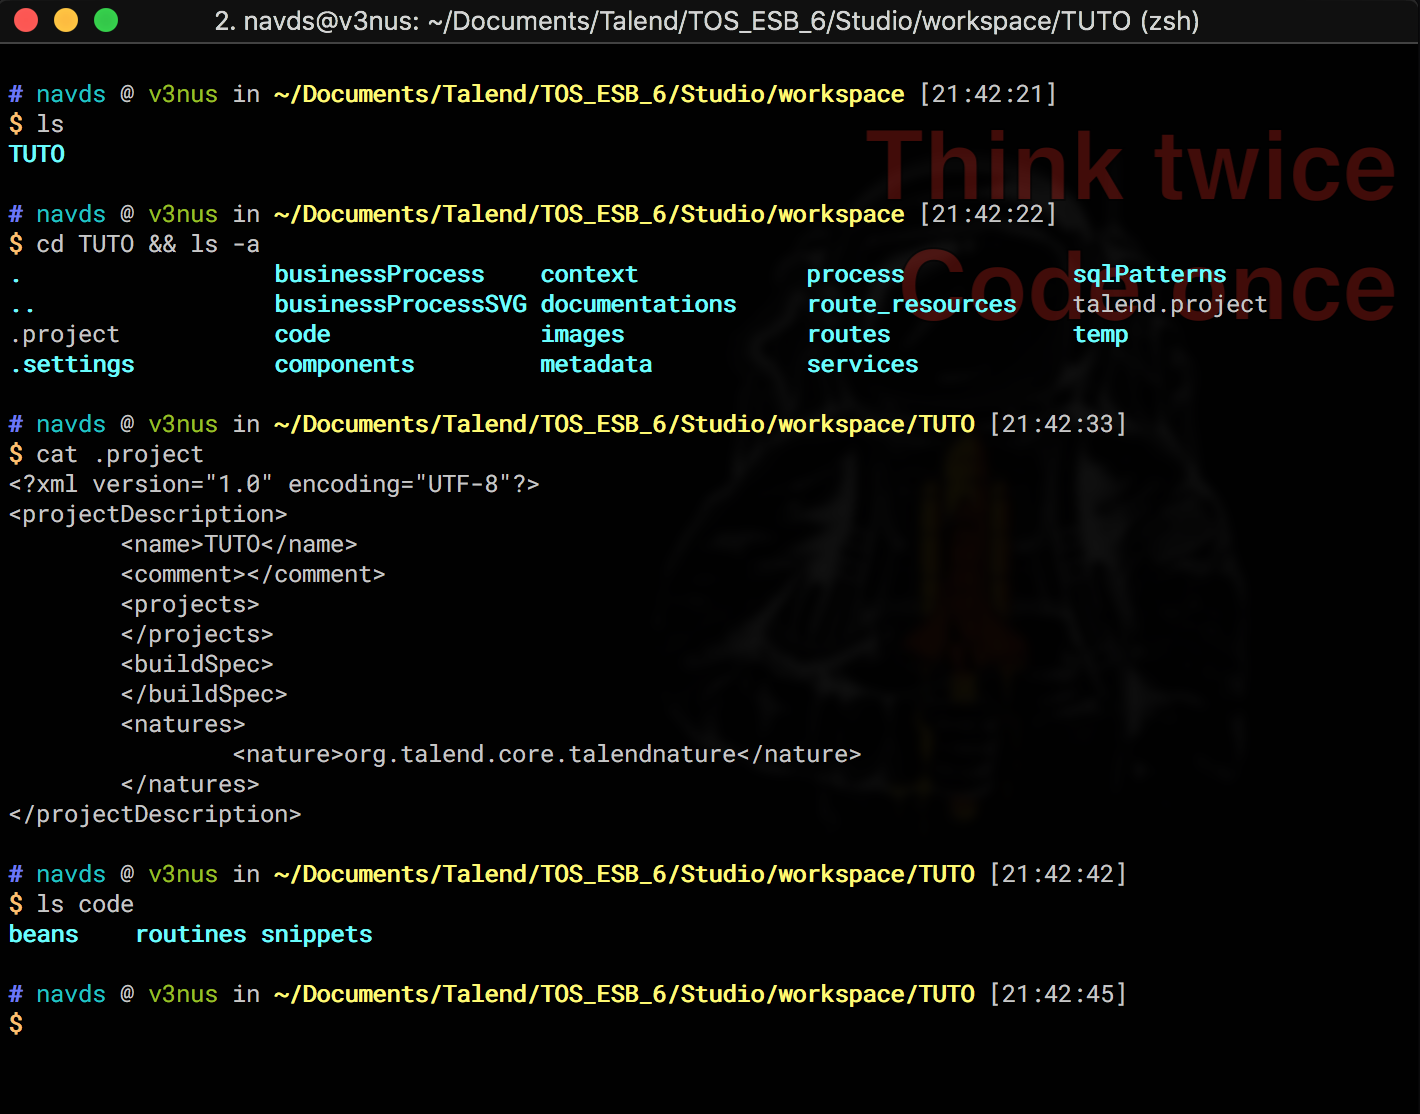 2. navds@v3nus: ~/Documents/Talend/TOS_ESB_6/Studio/workspace/TUTO (zsh)
# navds @ v3nus in ~/Documents/Talend/TOS_ESB_6/Studio/workspace [21:42:21]
$ ls
TUTO
Think twice
Code once
# navds @ v3nus in ~/Documents/Talend/TOS_ESB_6/Studio/workspace [21:42:22]
$ cd TUTO && ls -a
. businessProcess context process sqlPatterns
.. businessProcessSVG documentations route_resources talend.project
.project code images routes temp
.settings components metadata services
# navds @ v3nus in ~/Documents/Talend/TOS_ESB_6/Studio/workspace/TUTO [21:42:33]
$ cat .project
<?xml version="1.0" encoding="UTF-8"?>
<projectDescription>
<name>TUTO</name>
<comment></comment>
<projects>
</projects>
<buildSpec>
</buildSpec>
<natures>
<nature>org.talend.core.talendnature</nature>
</natures>
</projectDescription>
# navds @ v3nus in ~/Documents/Talend/TOS_ESB_6/Studio/workspace/TUTO [21:42:42]
$ ls code
beans routines snippets
# navds @ v3nus in ~/Documents/Talend/TOS_ESB_6/Studio/workspace/TUTO [21:42:45]
$